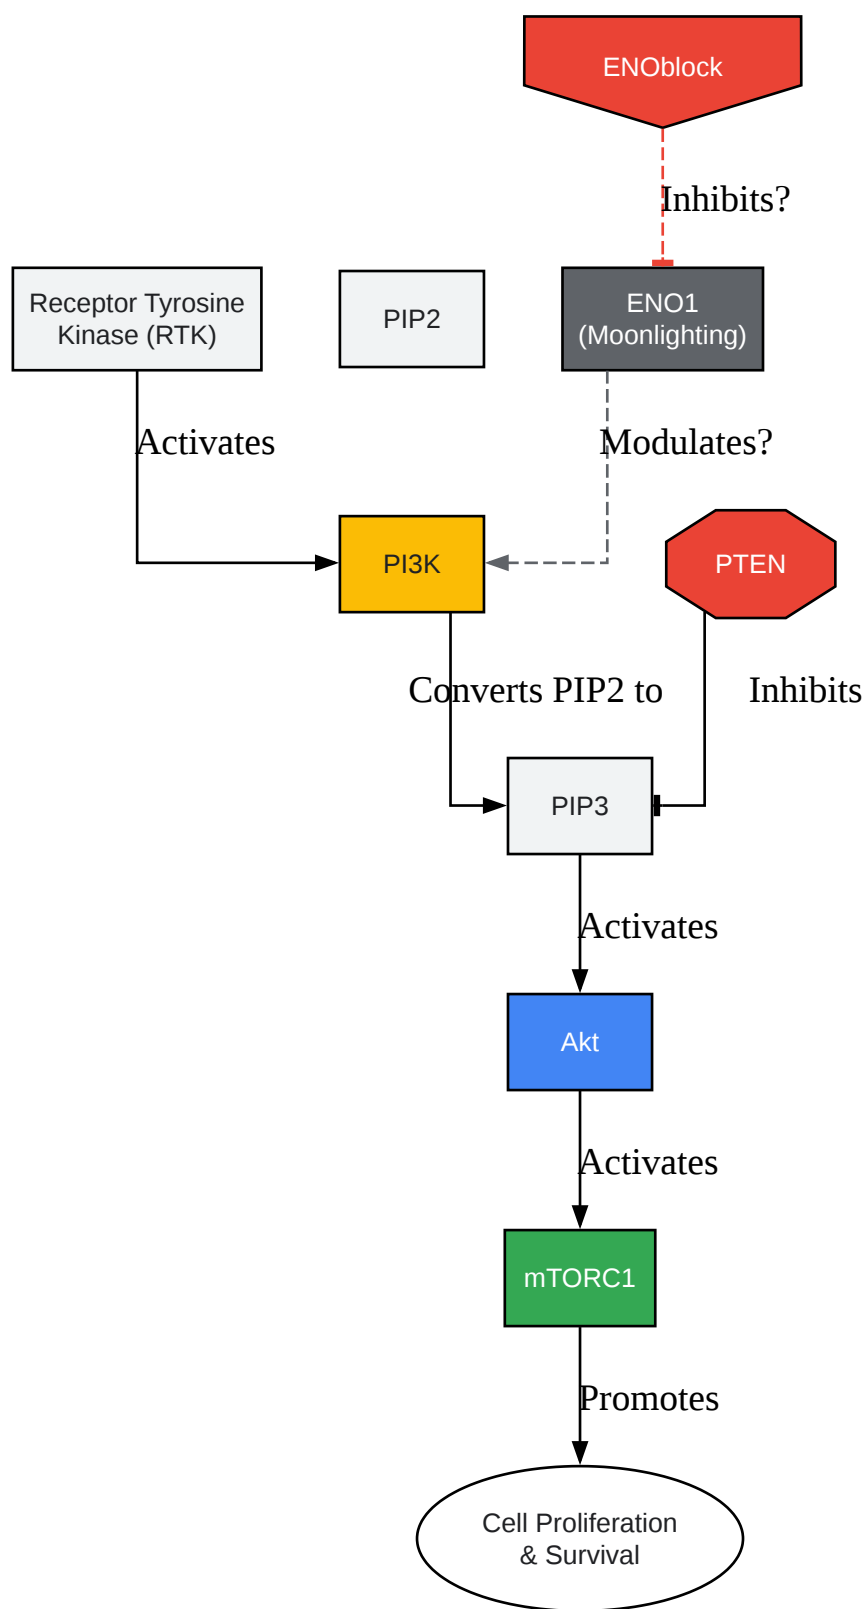 ENOblock
Inhibits?
Receptor Tyrosine
Kinase (RTK)
PIP2
ENO1
(Moonlighting)
Activates
Modulates?
PI3K
PTEN
Converts PIP2 to
Inhibits
PIP3
Activates
Akt
Activates
mTORC1
Promotes
Cell Proliferation
& Survival